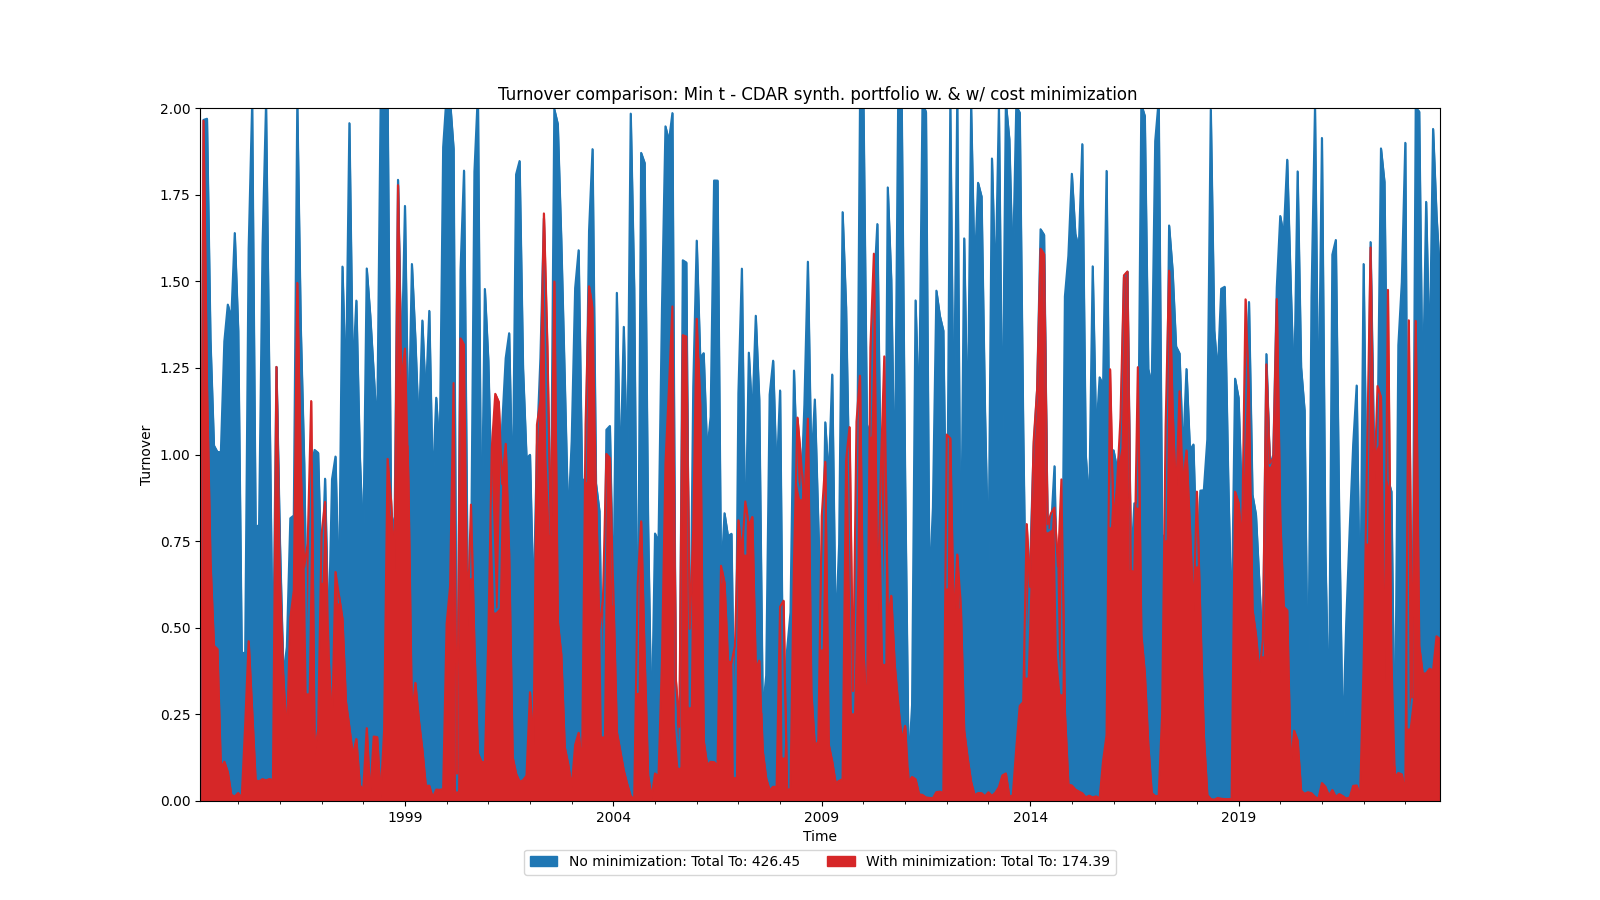 Turnover comparison: Min t - CDAR synth. portfolio w. & w/ cost minimization
2.00
1.75
1.50
1.25
1.00
0.75
0.50
0.25
0.00
Turnover
1999 2004 2009 2014 2019
Time
No minimization: Total To: 426.45 With minimization: Total To: 174.39